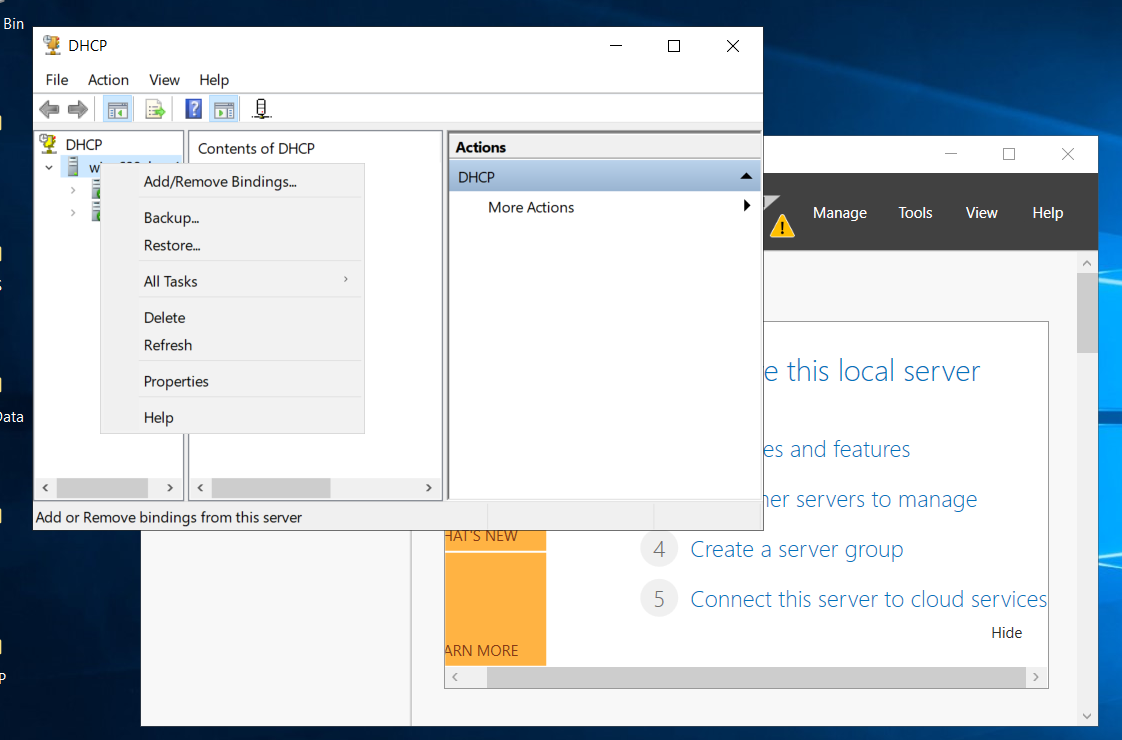 Bin
DHCP
File Action View Help
DHCP
Contents of DHCP
Actions
DHCP
More Actions
Add/Remove Bindings...
Backup...
Restore...
All Tasks
Delete
Refresh
Properties
Help
Add or Remove bindings from this server
Manage Tools View Help
e this local server
es and features
her servers to manage
4 Create a server group
5 Connect this server to cloud services
Hide
HAT'S NEW
ARN MORE
Data
P